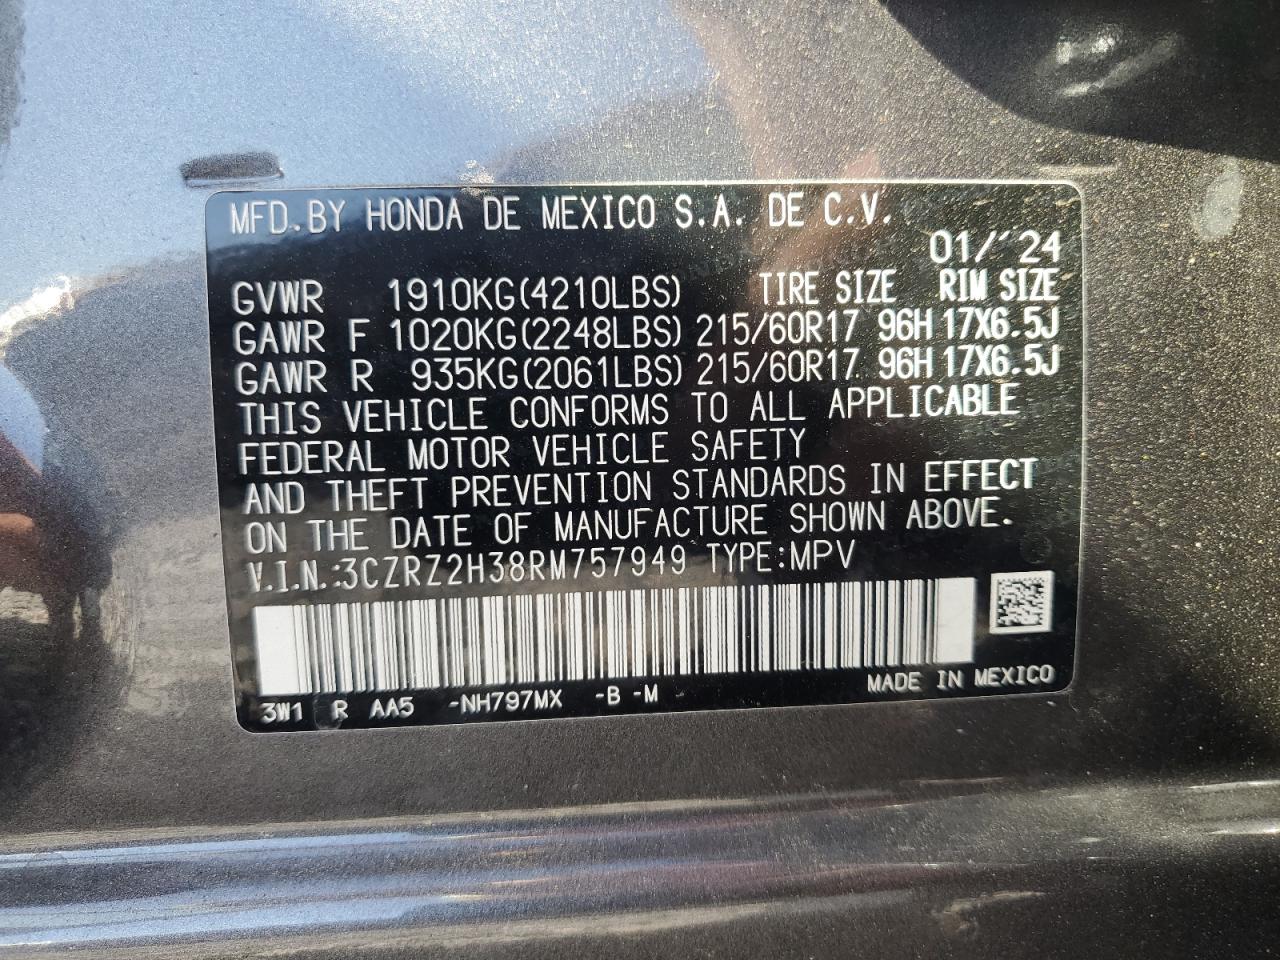 MFD.BY HONDA DE MEXICO S.A. DE C.V.
01/'24
GVWR 1910KG(4210LBS) TIRE SIZE RIM SIZE
GAWR F 1020KG(2248LBS) 215/60R17 96H 17X6.5J
GAWR R 935KG(2061LBS) 215/60R17 96H 17X6.5J
THIS VEHICLE CONFORMS TO ALL APPLICABLE
FEDERAL MOTOR VEHICLE SAFETY
AND THEFT PREVENTION STANDARDS IN EFFECT
ON THE DATE OF MANUFACTURE SHOWN ABOVE.
V.I.N.:3CZRZ2H38RM757949 TYPE:MPV
3W1 R AA5 -NH797MX -B -M MADE IN MEXICO